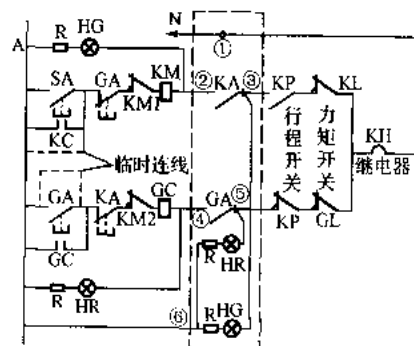 N
A
R HG
①
SA GA KM ② KA ③ KP KL
KM1
KC
行程开关
力矩开关
KH
继电器
临时连线
GA KA GC GA ⑤
KM2 ④ KP GL
GC
R HR
R HR
⑥ R HG